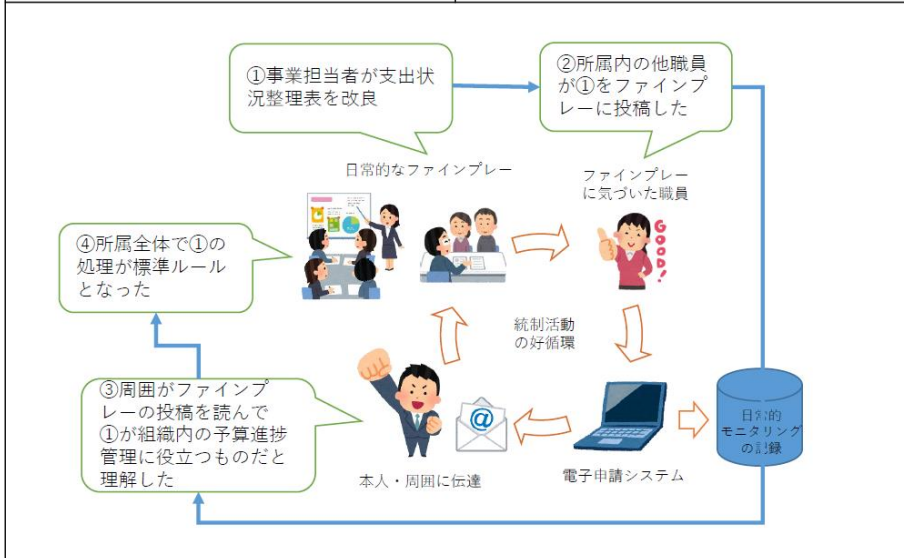 ①事業担当者が支出状
況整理表を改良
②所属内の他職員
が①をファインプ
レーに投稿した
日常的なファインプレー
ファインプレー
に気づいた職員
GOOD!
④所属全体で①の
処理が標準ルール
となった
統制活動
の好循環
③周囲がファインプ
レーの投稿を読んで
①が組織内の予算進捗
管理に役立つものだと
理解した
@
日常的
モニタリング
の記録
本人・周囲に伝達
電子申請システム